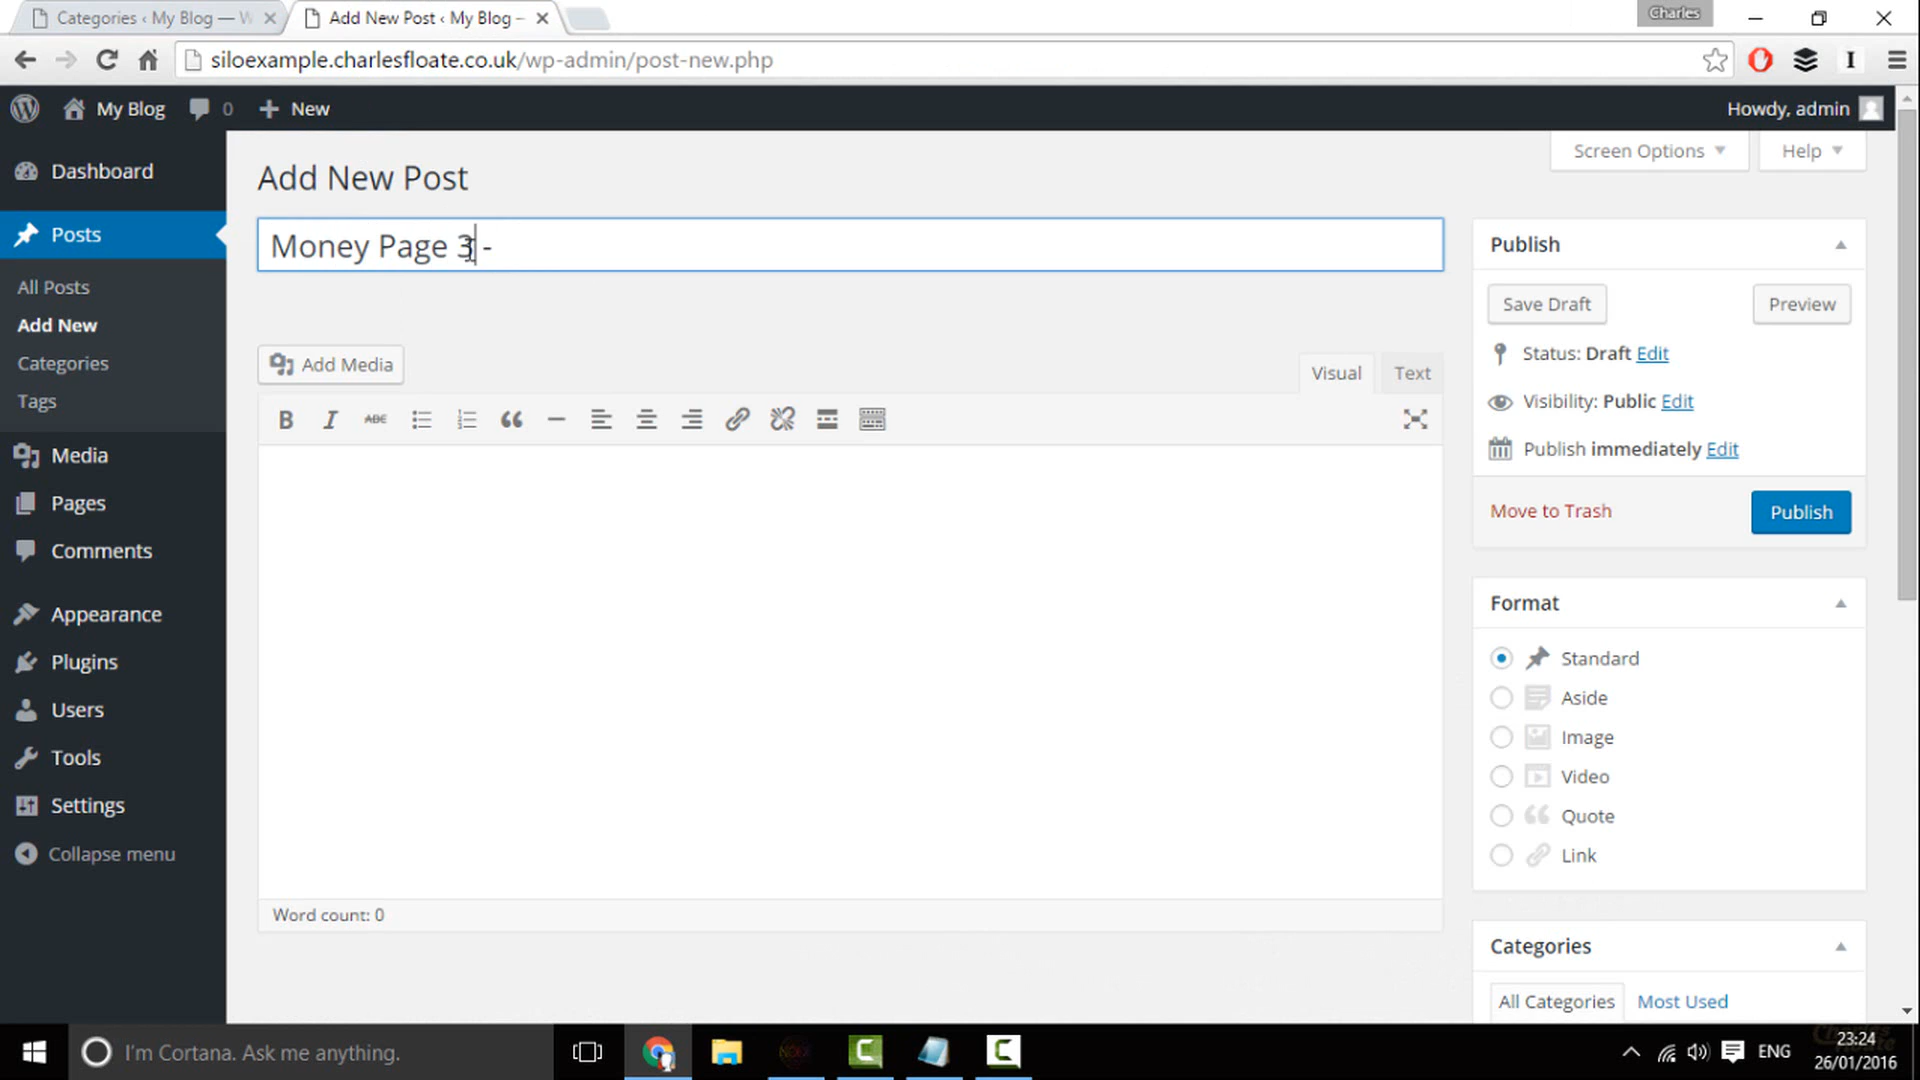 Categories ‹ My Blog — W
Add New Post ‹ My Blog –
Charles
siloexample.charlesfloate.co.uk/wp-admin/post-new.php
My Blog
0
New
Howdy, admin
Screen Options
Help
Dashboard
Posts
All Posts
Add New
Categories
Tags
Media
Pages
Comments
Appearance
Plugins
Users
Tools
Settings
Collapse menu
Add New Post
Money Page 3 -
Add Media
Visual
Text
B I ABC
Word count: 0
Publish
Save Draft
Preview
Status: Draft Edit
Visibility: Public Edit
Publish immediately Edit
Move to Trash
Publish
Format
Standard
Aside
Image
Video
Quote
Link
Categories
All Categories
Most Used
I'm Cortana. Ask me anything.
ENG
23:24
26/01/2016